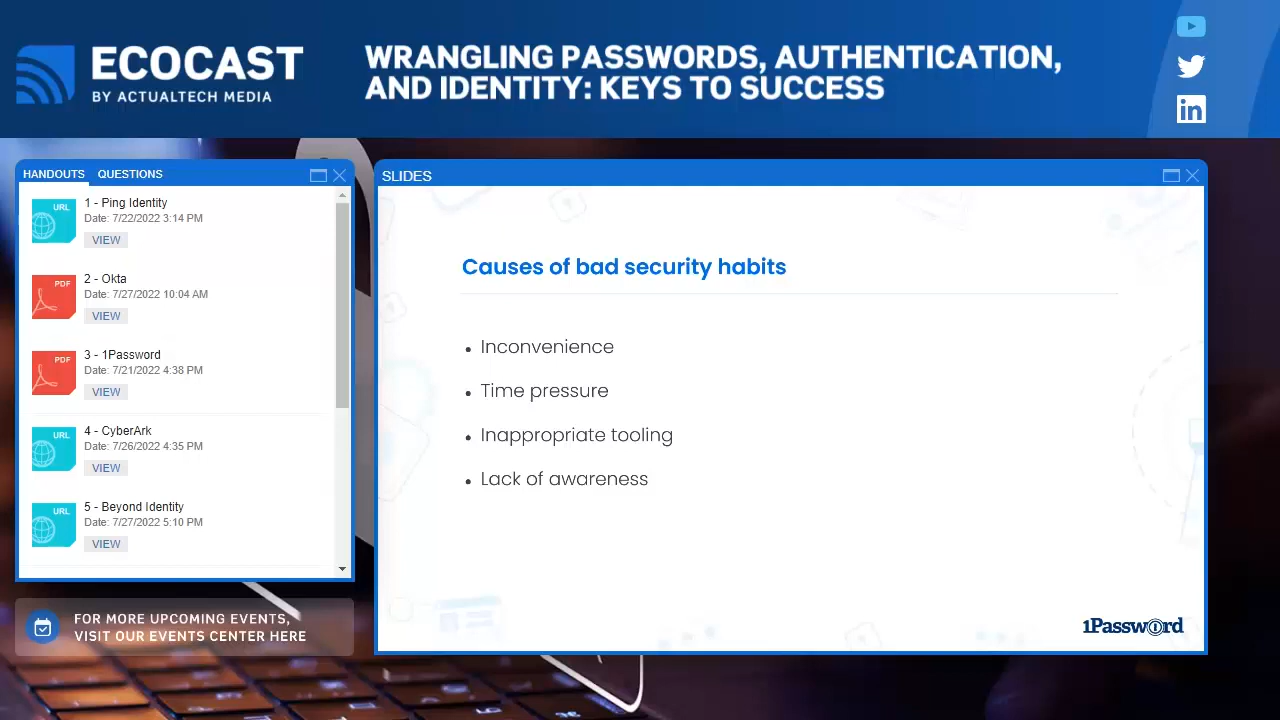 ECOCAST
BY ACTUALTECH MEDIA
WRANGLING PASSWORDS, AUTHENTICATION,
AND IDENTITY: KEYS TO SUCCESS
in
HANDOUTS QUESTIONS
URL
1 - Ping Identity
Date: 7/22/2022 3:14 PM
VIEW
PDF
2 - Okta
Date: 7/27/2022 10:04 AM
VIEW
PDF
3 - 1Password
Date: 7/21/2022 4:38 PM
VIEW
URL
4 - CyberArk
Date: 7/26/2022 4:35 PM
VIEW
URL
5 - Beyond Identity
Date: 7/27/2022 5:10 PM
VIEW
FOR MORE UPCOMING EVENTS,
VISIT OUR EVENTS CENTER HERE
SLIDES
Causes of bad security habits
• Inconvenience
• Time pressure
• Inappropriate tooling
• Lack of awareness
1Password